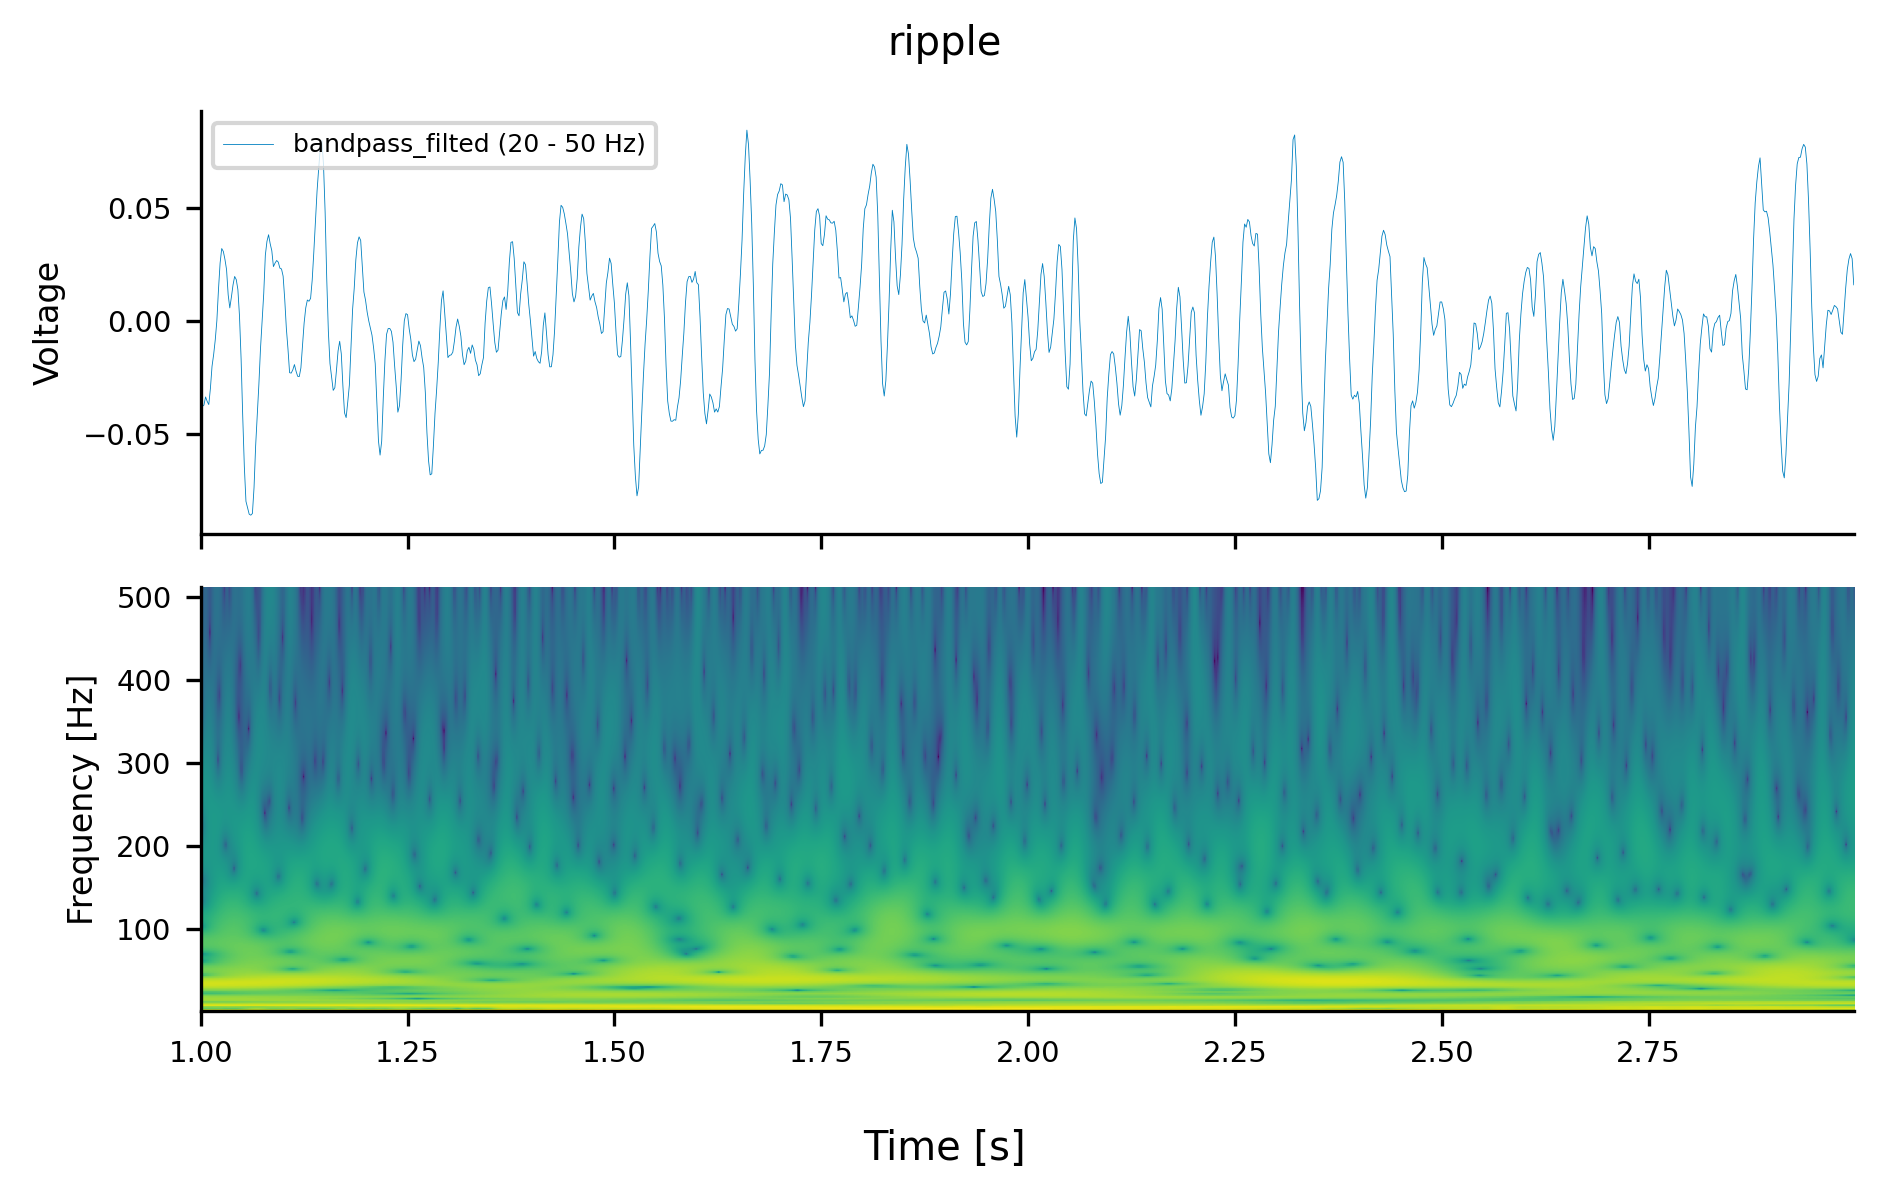 ripple
bandpass_filted (20 - 50 Hz)
Voltage
0.05
0.00
−0.05
Frequency [Hz]
500
400
300
200
100
1.00 1.25 1.50 1.75 2.00 2.25 2.50 2.75
Time [s]